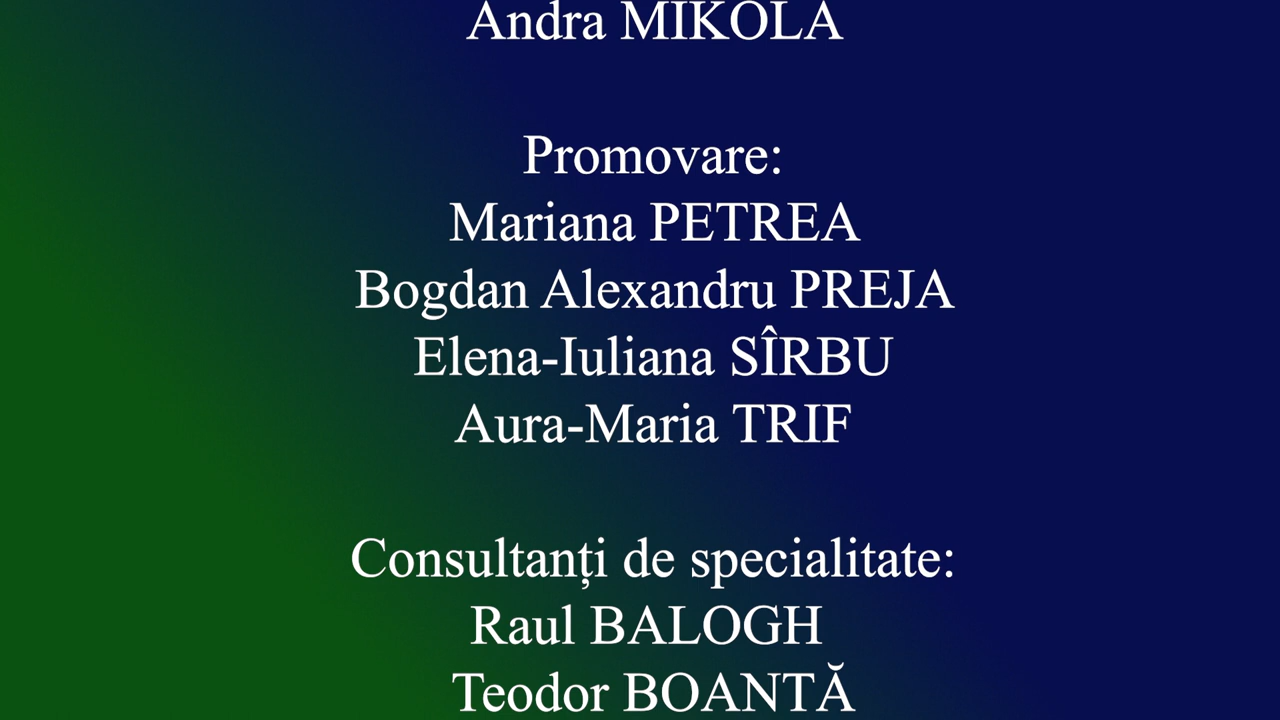 Andra MIKOLA
Promovare:
Mariana PETREA
Bogdan Alexandru PREJA
Elena-Iuliana SÎRBU
Aura-Maria TRIF
Consultanți de specialitate:
Raul BALOGH
Teodor BOANTĂ